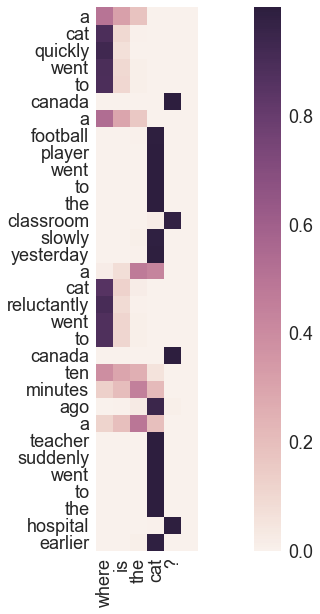 a
cat
quickly
went
to
canada
a
football
player
went
to
the
classroom
slowly
yesterday
a
cat
reluctantly
went
to
canada
ten
minutes
ago
a
teacher
suddenly
went
to
the
hospital
earlier
where
is
the
cat
?
0.8
0.6
0.4
0.2
0.0